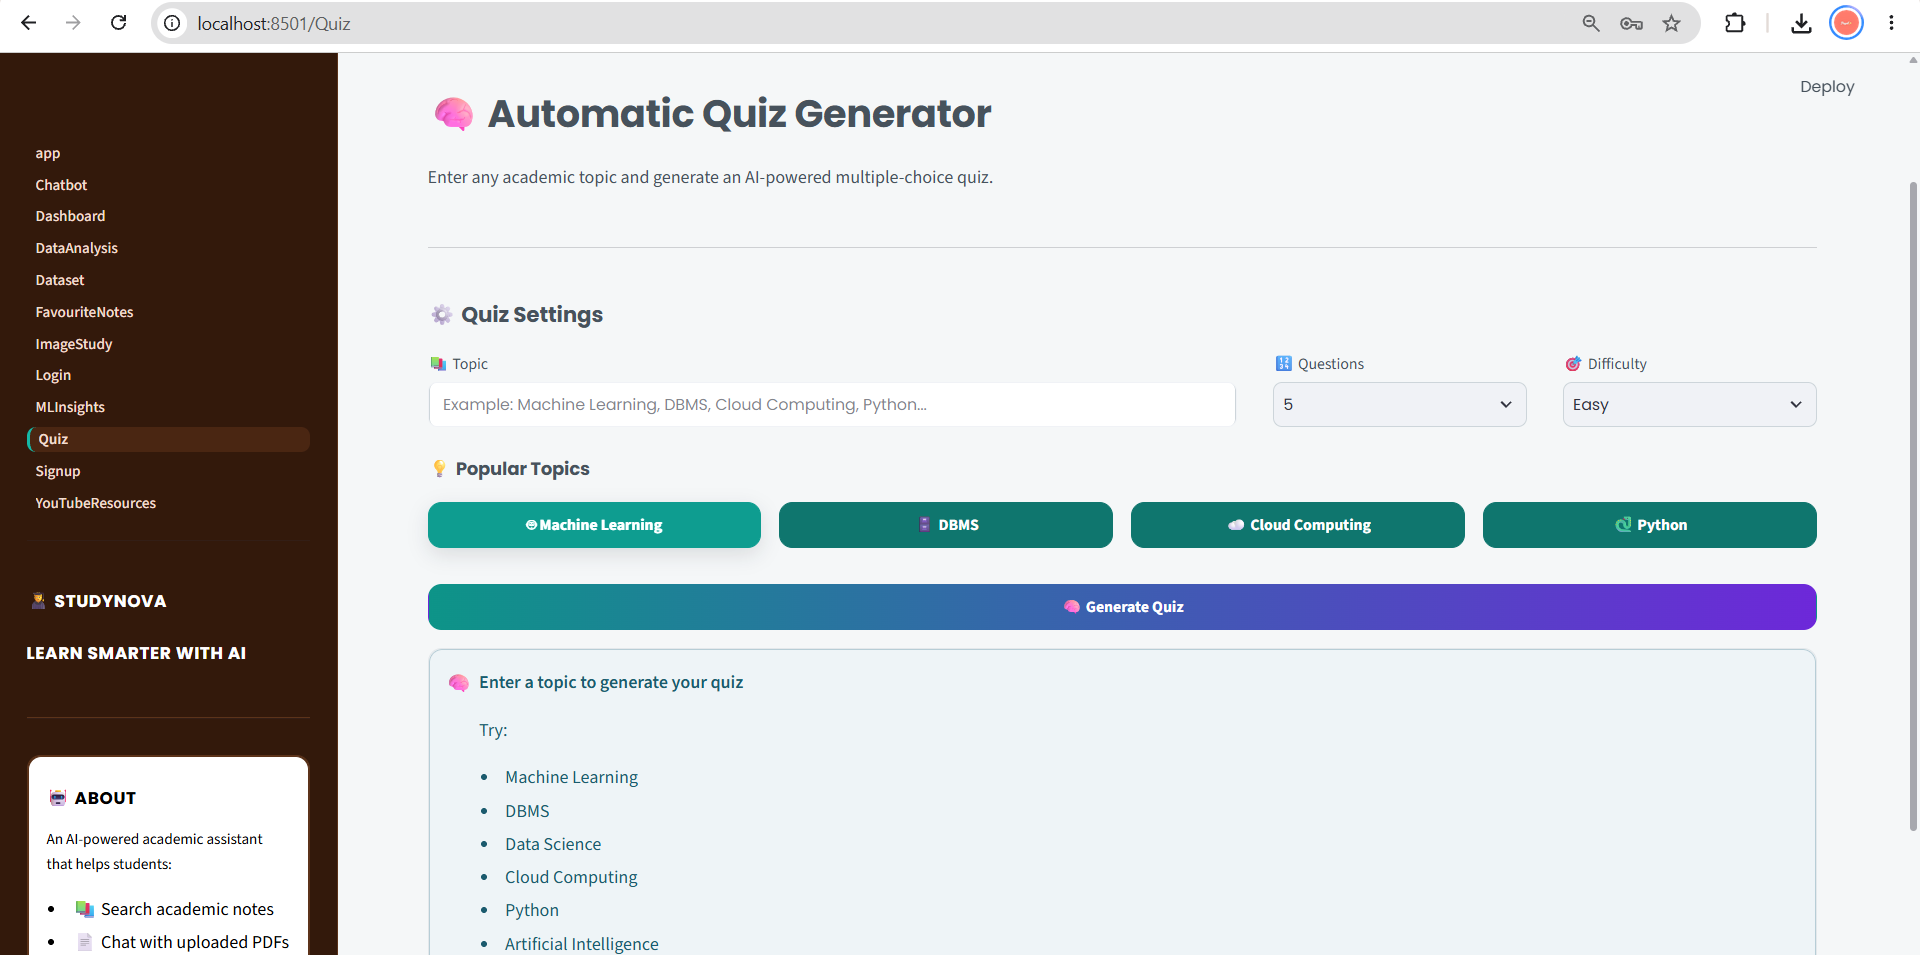 localhost:8501/Quiz
Deploy
app
Chatbot
Dashboard
DataAnalysis
Dataset
FavouriteNotes
ImageStudy
Login
MLInsights
Quiz
Signup
YouTubeResources
STUDYNOVA
LEARN SMARTER WITH AI
ABOUT
An AI-powered academic assistant
that helps students:
Search academic notes
Chat with uploaded PDFs
Automatic Quiz Generator
Enter any academic topic and generate an AI-powered multiple-choice quiz.
Quiz Settings
Topic
Questions
Difficulty
Example: Machine Learning, DBMS, Cloud Computing, Python...
5
Easy
Popular Topics
Machine Learning
DBMS
Cloud Computing
Python
Generate Quiz
Enter a topic to generate your quiz
Try:
Machine Learning
DBMS
Data Science
Cloud Computing
Python
Artificial Intelligence